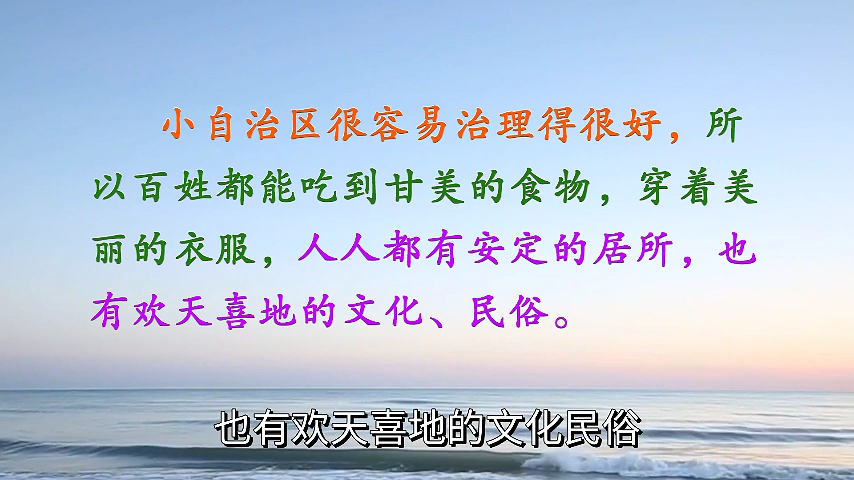 小自治区很容易治理得很好，所
以百姓都能吃到甘美的食物，穿着美
丽的衣服，人人都有安定的居所，也
有欢天喜地的文化、民俗。
也有欢天喜地的文化民俗